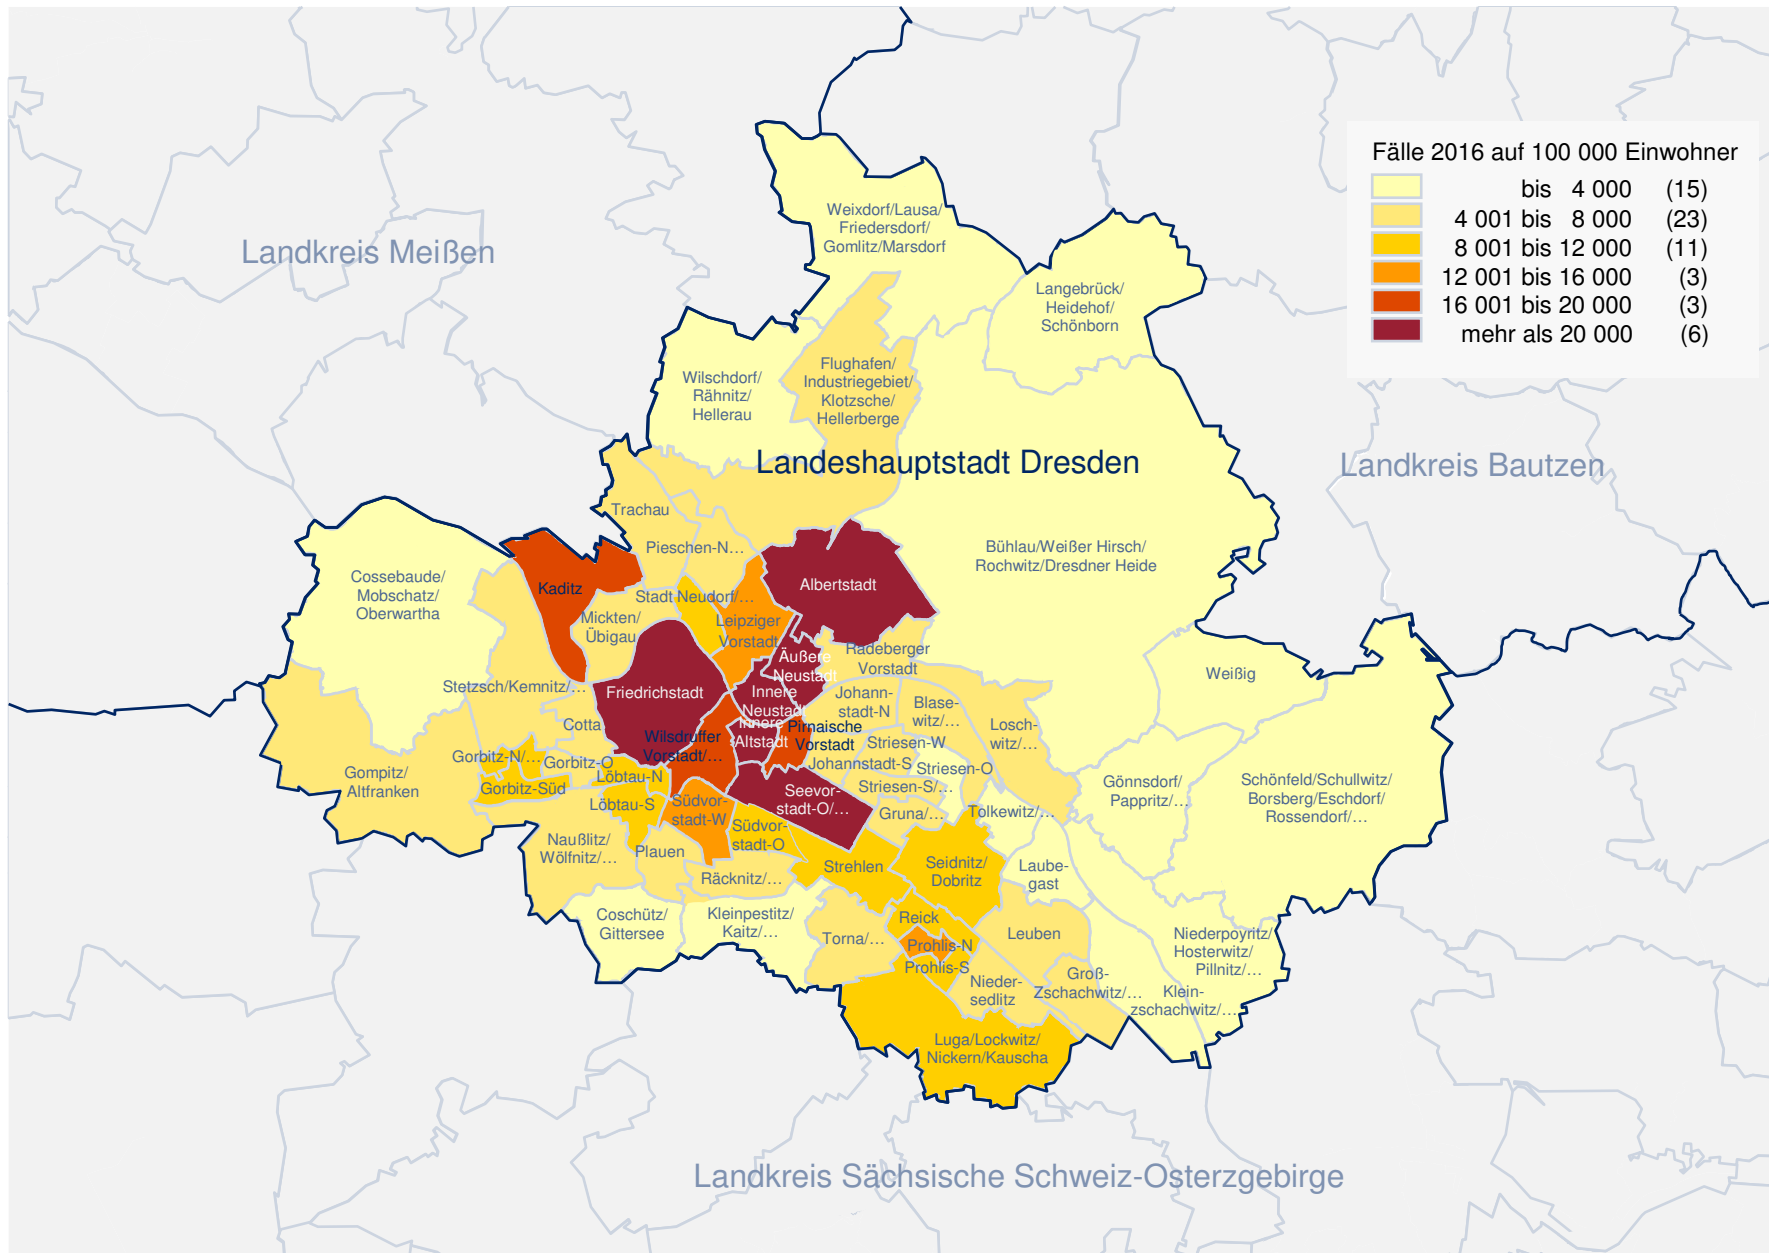 Fälle 2016 auf 100 000 Einwohner
bis 4 000 (15)
4 001 bis 8 000 (23)
8 001 bis 12 000 (11)
12 001 bis 16 000 (3)
16 001 bis 20 000 (3)
mehr als 20 000 (6)
Landkreis Meißen
Weixdorf/Lausa/
Friedersdorf/
Gomlitz/Marsdorf
Langebrück/
Heidehof/
Schönborn
Wilschdorf/
Rähnitz/
Hellerau
Flughafen/
Industriegebiet/
Klotzsche/
Hellerberge
Landeshauptstadt Dresden
Landkreis Bautzen
Trachau
Pieschen-N…
Bühlau/Weißer Hirsch/
Rochwitz/Dresdner Heide
Cossebaude/
Mobschatz/
Oberwartha
Kaditz
Albertstadt
Stadt Neudorf/…
Mickten/
Übigau
Leipziger
Vorstadt
Radeberger
Vorstadt
Äußere
Neustadt
Weißig
Stetzsch/Kemnitz/…
Friedrichstadt
Innere
Neustadt
Johann-
stadt-N
Blase-
witz/…
Losch-
witz/…
Cotta
Wilsdruffer
Vorstadt/…
Innere
Altstadt
Pirnaische
Vorstadt
Striesen-W
Johannstadt-S
Striesen-O
Gorbitz-N/…
Gorbitz-O
Löbtau-N
Gompitz/
Altfranken
Gorbitz-Süd
Löbtau-S
Südvor-
stadt-W
Seevor-
stadt-O/…
Striesen-S/…
Gönnsdorf/
Pappritz/…
Schönfeld/Schullwitz/
Borsberg/Eschdorf/
Rossendorf/…
Gruna/…
Tolkewitz/…
Südvor-
stadt-O
Naußlitz/
Wölfnitz/…
Plauen
Räcknitz/…
Strehlen
Seidnitz/
Dobritz
Laube-
gast
Coschütz/
Gittersee
Kleinpestitz/
Kaitz/…
Torna/…
Reick
Leuben
Prohlis-N
Prohlis-S
Niederpoyritz/
Hosterwitz/
Pillnitz/…
Nieder-
sedlitz
Groß-
Zschachwitz/…
Klein-
zschachwitz/…
Luga/Lockwitz/
Nickern/Kauscha
Landkreis Sächsische Schweiz-Osterzgebirge